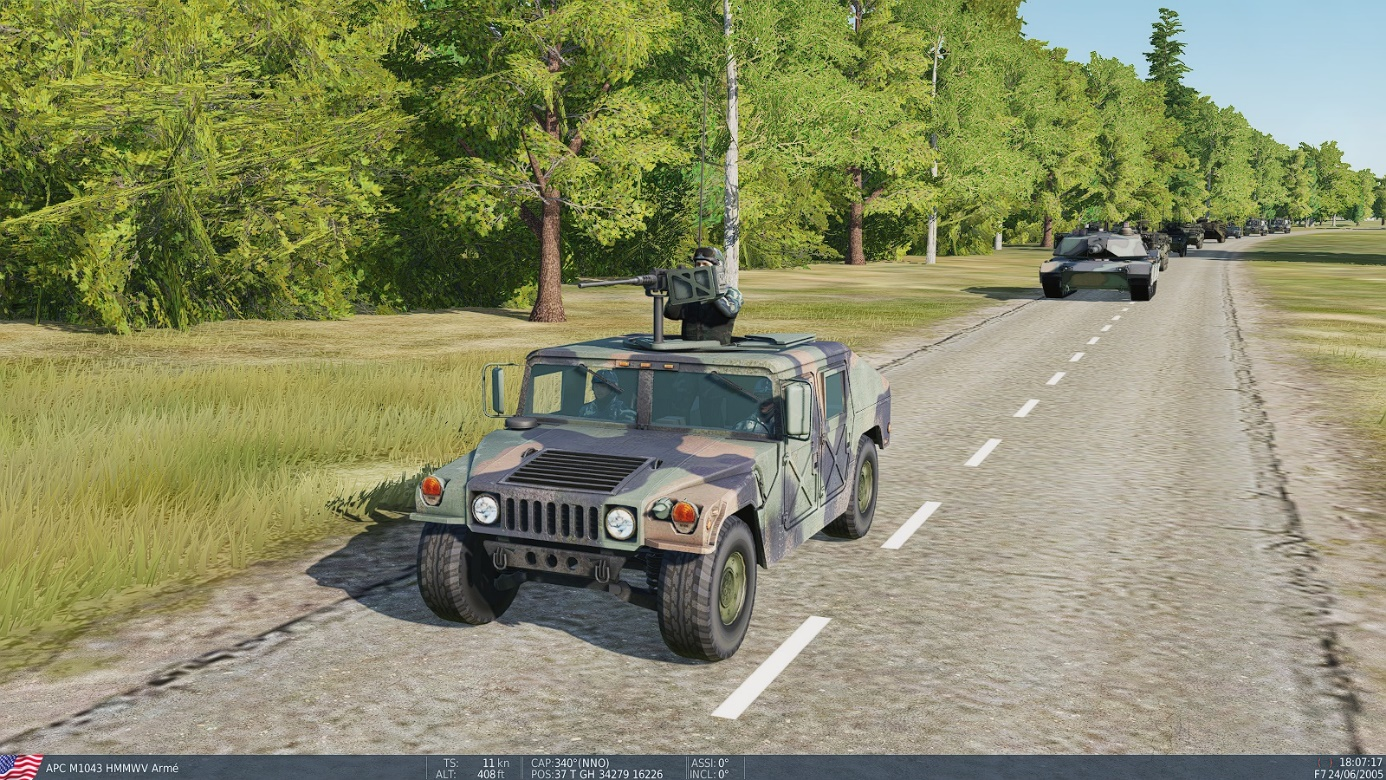 APC M1043 HMMWV Armé
TS: 11 kn
ALT: 408 ft
CAP:340°(NNO)
POS:37 T GH 34279 16226
ASSI: 0°
INCL: 0°
18:07:17
F7 24/06/2005